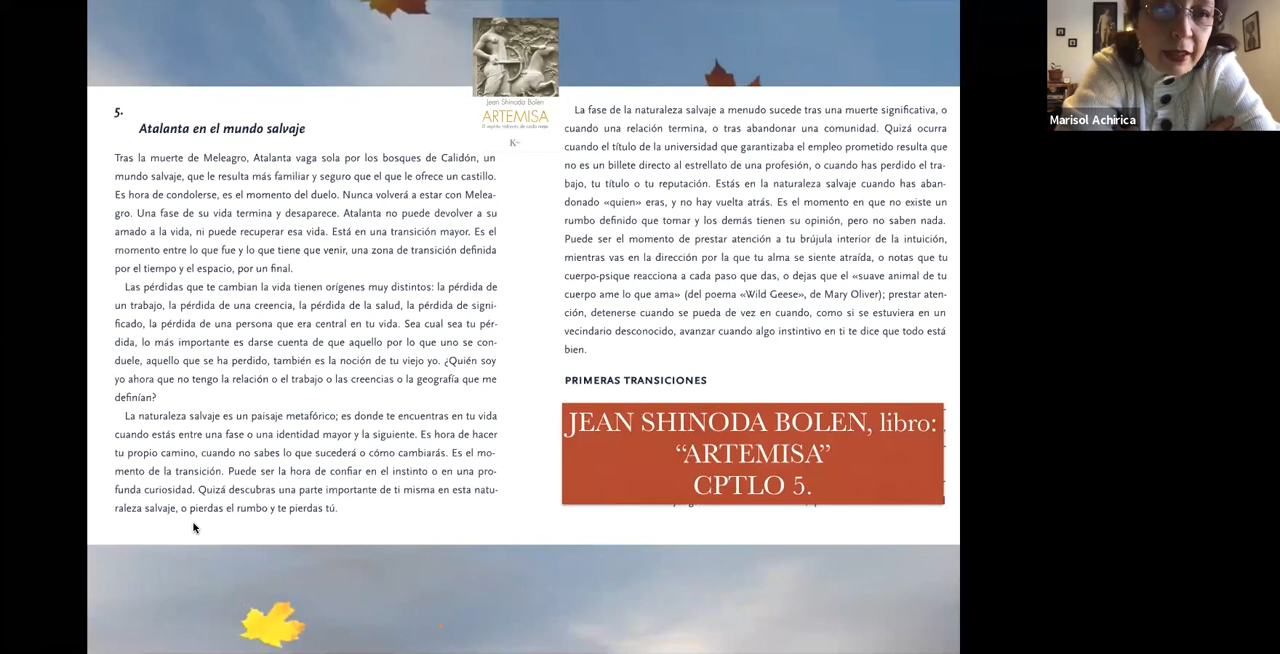 5.
Atalanta en el mundo salvaje
Tras la muerte de Meleagro, Atalanta vaga sola por los bosques de Calidón, un
mundo salvaje, que le resulta más familiar y seguro que el que le ofrece un castillo.
Es hora de condolerse, es el momento del duelo. Nunca volverá a estar con Melea-
gro. Una fase de su vida termina y desaparece. Atalanta no puede devolver a su
amado a la vida, ni puede recuperar esa vida. Está en una transición mayor. Es el
momento entre lo que fue y lo que tiene que venir, una zona de transición definida
por el tiempo y el espacio, por un final.
Las pérdidas que te cambian la vida tienen orígenes muy distintos: la pérdida de
un trabajo, la pérdida de una creencia, la pérdida de la salud, la pérdida de signi-
ficado, la pérdida de una persona que era central en tu vida. Sea cual sea tu pér-
dida, lo más importante es darse cuenta de que aquello por lo que uno se con-
duele, aquello que se ha perdido, también es la noción de tu viejo yo. ¿Quién soy
yo ahora que no tengo la relación o el trabajo o las creencias o la geografía que me
definían?
La naturaleza salvaje es un paisaje metafórico; es donde te encuentras en tu vida
cuando estás entre una fase o una identidad mayor y la siguiente. Es hora de hacer
tu propio camino, cuando no sabes lo que sucederá o cómo cambiarás. Es el mo-
mento de la transición. Puede ser la hora de confiar en el instinto o en una pro-
funda curiosidad. Quizá descubras una parte importante de ti misma en esta natu-
raleza salvaje, o pierdas el rumbo y te pierdas tú.
Jean Shinoda Bolen
ARTEMISA
El espíritu indómito de cada mujer
K
La fase de la naturaleza salvaje a menudo sucede tras una muerte significativa, o
cuando una relación termina, o tras abandonar una comunidad. Quizá ocurra
cuando el título de la universidad que garantizaba el empleo prometido resulta que
no es un billete directo al estrellato de una profesión, o cuando has perdido el tra-
bajo, tu título o tu reputación. Estás en la naturaleza salvaje cuando has aban-
donado «quien» eras, y no hay vuelta atrás. Es el momento en que no existe un
rumbo definido que tomar y los demás tienen su opinión, pero no saben nada.
Puede ser el momento de prestar atención a tu brújula interior de la intuición,
mientras vas en la dirección por la que tu alma se siente atraída, o notas que tu
cuerpo-psique reacciona a cada paso que das, o dejas que el «suave animal de tu
cuerpo ame lo que ama» (del poema «Wild Geese», de Mary Oliver); prestar aten-
ción, detenerse cuando se pueda de vez en cuando, como si se estuviera en un
vecindario desconocido, avanzar cuando algo instintivo en ti te dice que todo está
bien.
PRIMERAS TRANSICIONES
JEAN SHINODA BOLEN, libro:
“ARTEMISA”
CPTLO 5.
Marisol Achirica